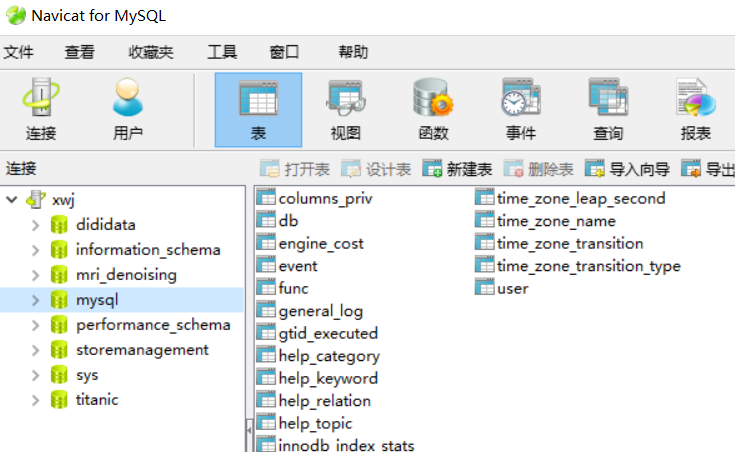 Navicat for MySQL
文件 查看 收藏夹 工具 窗口 帮助
连接 用户 表 视图 函数 事件 查询 报表
连接 打开表 设计表 新建表 删除表 导入向导 导出
xwj
dididata
information_schema
mri_denoising
mysql
performance_schema
storemanagement
sys
titanic
columns_priv
db
engine_cost
event
func
general_log
gtid_executed
help_category
help_keyword
help_relation
help_topic
innodb_index_stats
time_zone_leap_second
time_zone_name
time_zone_transition
time_zone_transition_type
user